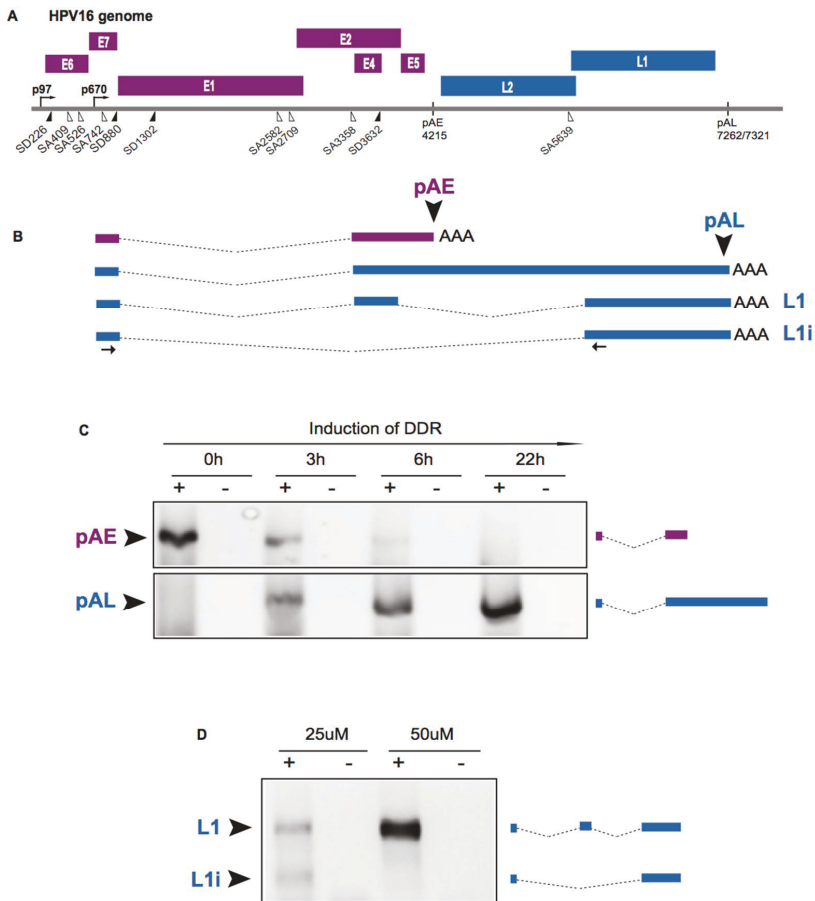 A HPV16 genome
E7 E2 L1
E6 E4 E5
p97 p670 E1 L2
SD226 SA409 SA526 SA742 SD880 SD1302 SA2582 SA2709 SA3358 SD3632 pAE SA5639 pAL
4215 7262/7321
pAE
pAL
B AAA
AAA
AAA L1
AAA L1i
C Induction of DDR
0h 3h 6h 22h
+ - + - + - + -
pAE
pAL
D 25uM 50uM
+ - + -
L1
L1i